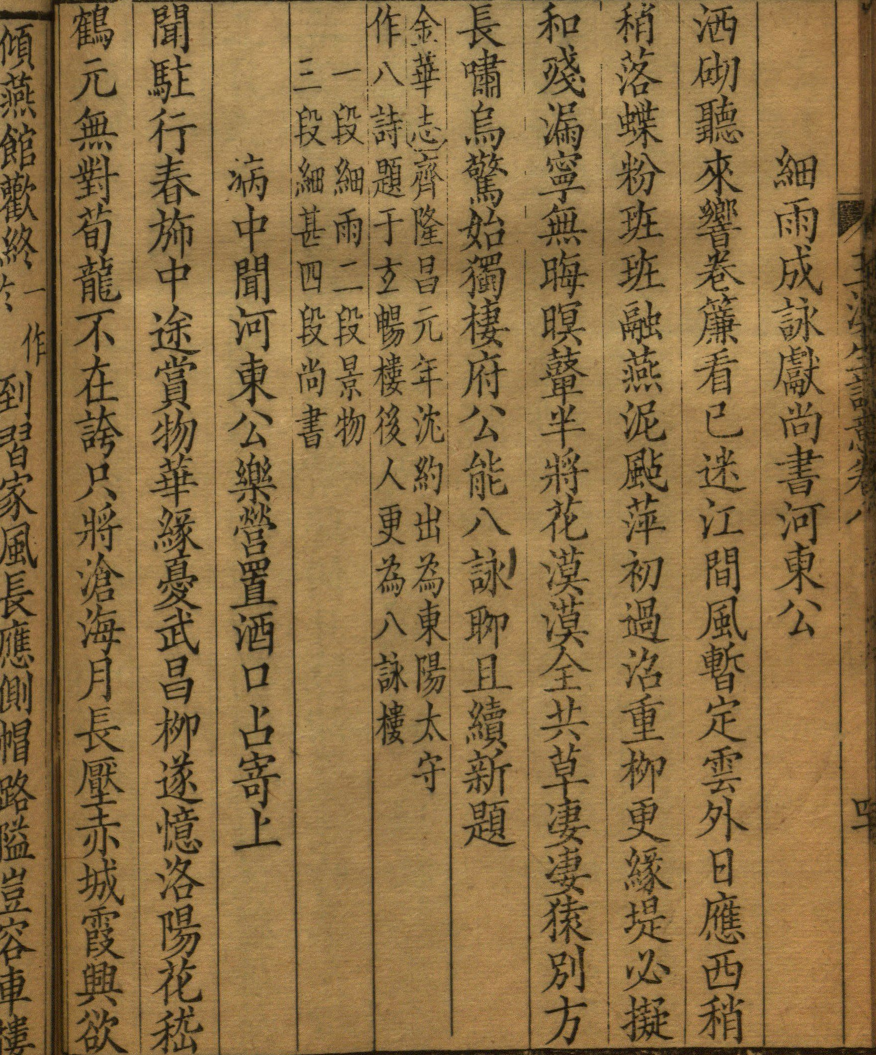 細雨成詠獻尚書河東公
洒砌聽來響卷簾看已迷江間風暫定雲外日應西稍
稍落蝶粉班班融燕泥颭萍初過沼重柳更緣堤必擬
和殘漏寧無晦暝鼙半將花漠漠全共草凄凄猿別方
長嘯烏驚始獨棲府公能八詠聊且續新題
金華志齊隆昌元年沈約出為東陽太守
作八詩題于玄暢樓後人更為八詠樓
一段細雨二段景物
三段細甚四段尚書
病中聞河東公樂營置酒口占寄上
聞駐行春斾中途賞物華緣憂武昌柳遂憶洛陽花嵇
鶴元無對荀龍不在誇只將滄海月長壓赤城霞興欲
傾燕館歡終
一作
於
到習家風長應側帽路隘豈容車樓